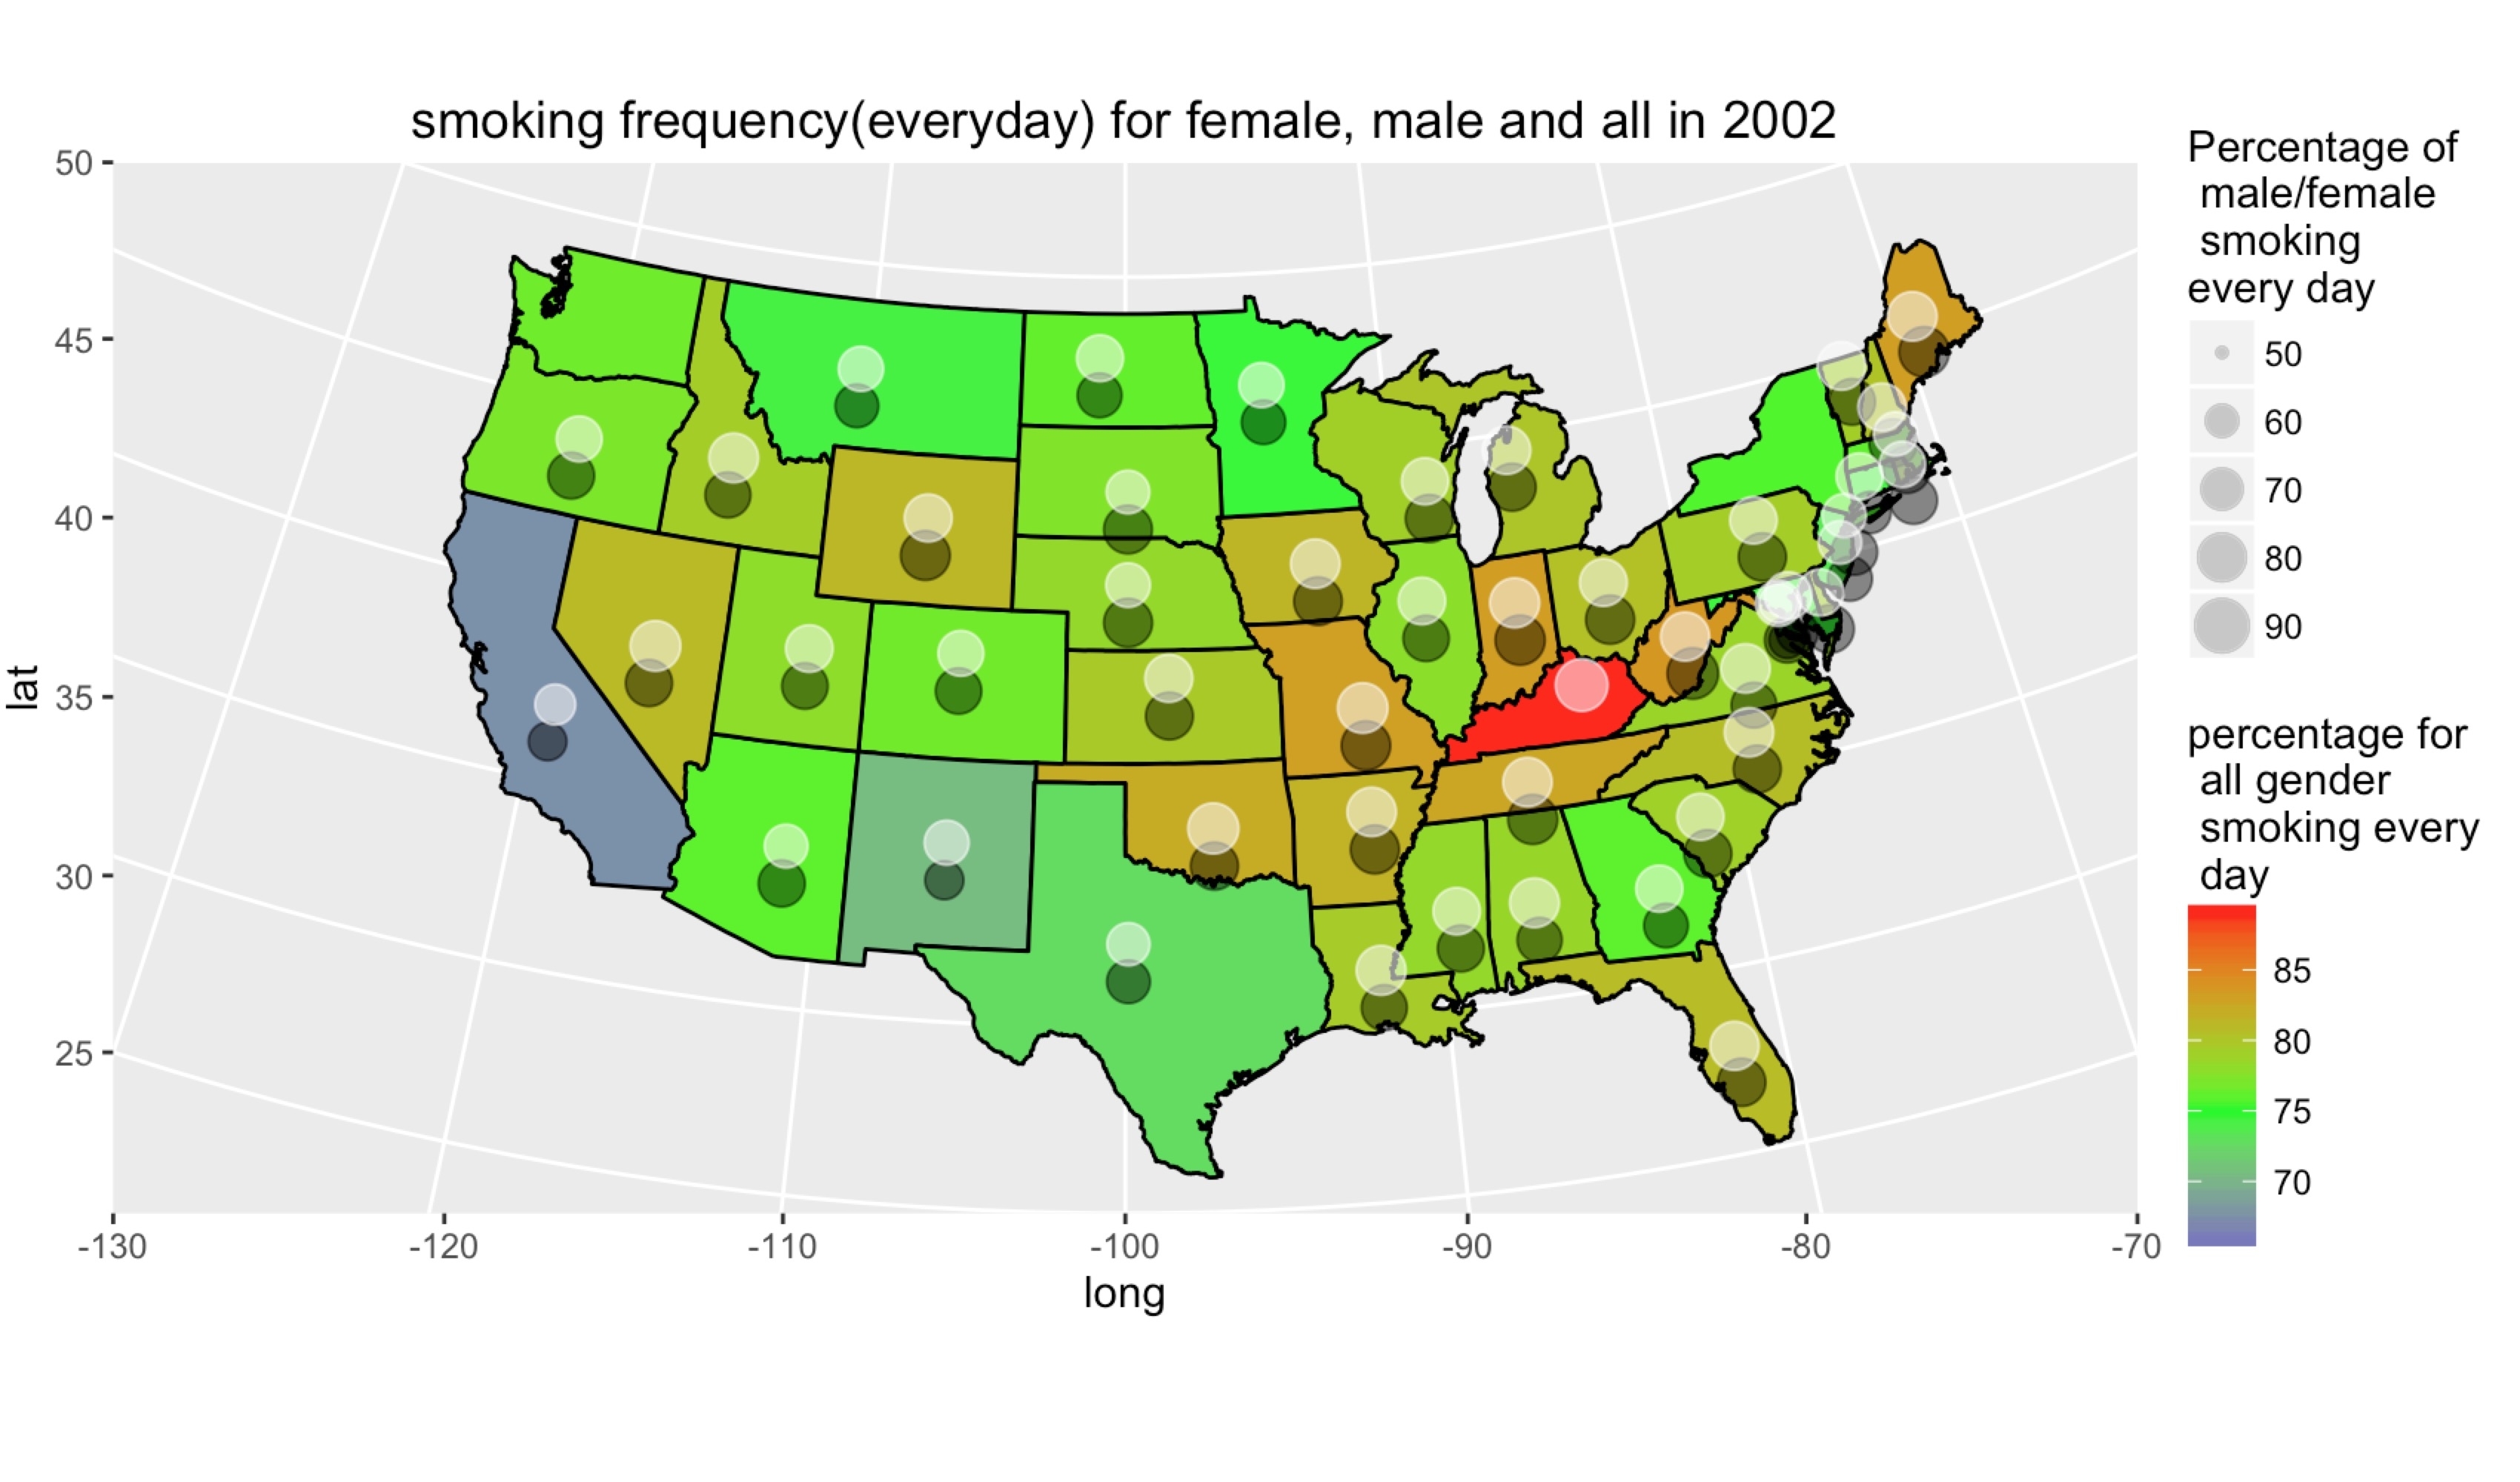 smoking frequency(everyday) for female, male and all in 2002
50
45
40
35
30
25
lat
-130
-120
-110
-100
-90
-80
-70
long
Percentage of
male/female
smoking
every day
50
60
70
80
90
percentage for
all gender
smoking every
day
85
80
75
70